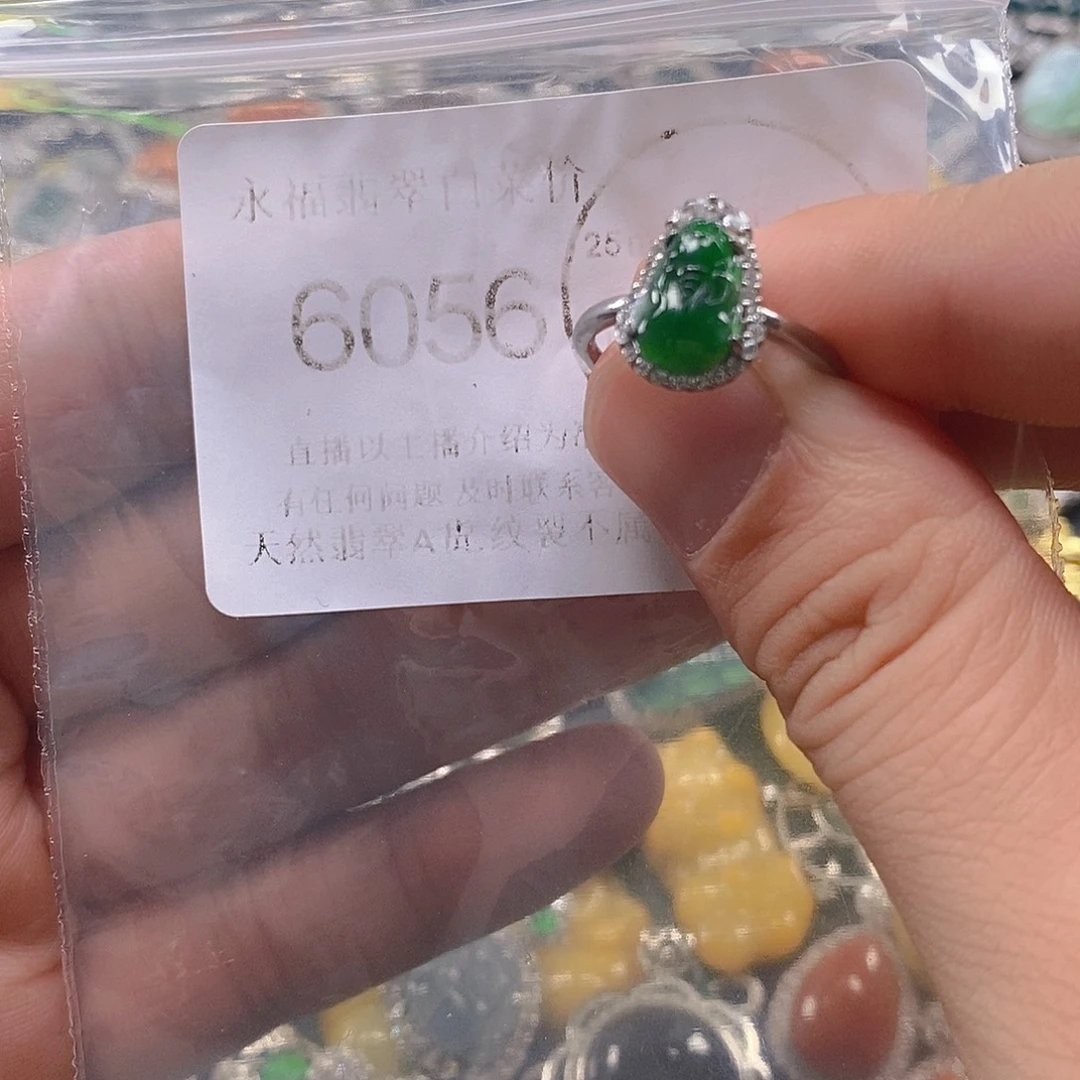 永福翡翠白菜价
25
6056
直播以主播介绍为
有任何问题及时联系客
天然翡翠A货纹裂不属